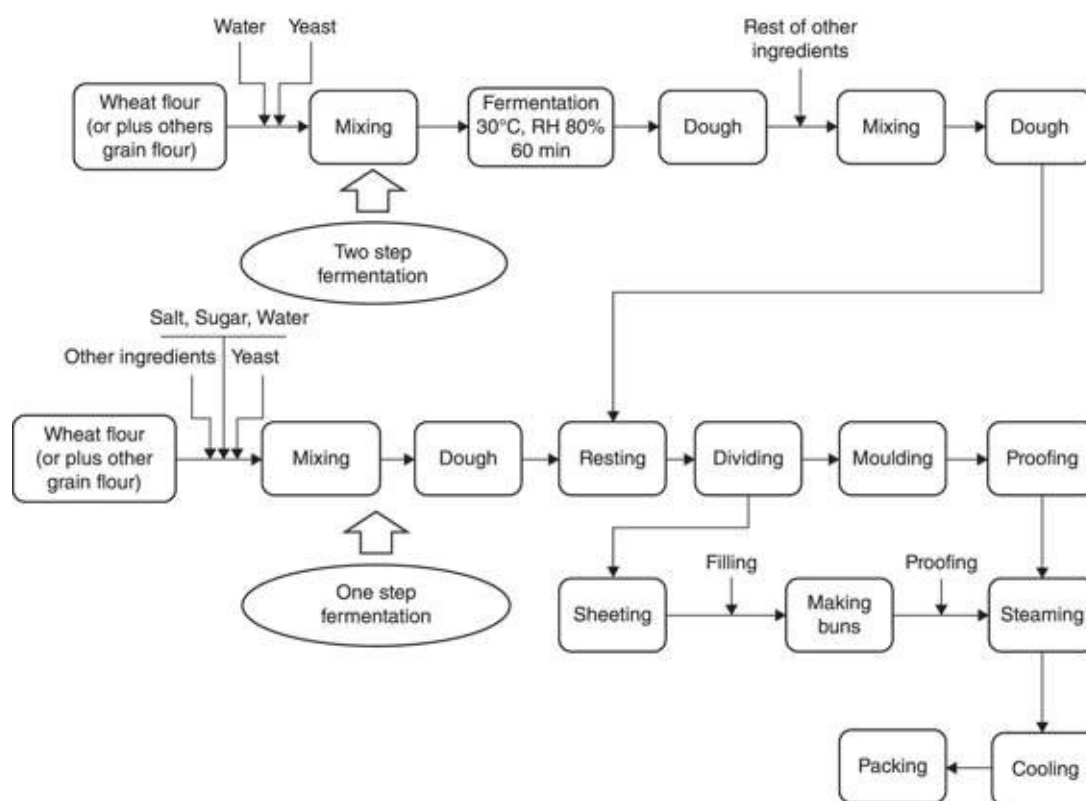 Water
Yeast
Rest of other
ingredients
Wheat flour
(or plus others
grain flour)
Mixing
Fermentation
30°C, RH 80%
60 min
Dough
Mixing
Dough
Two step
fermentation
Salt, Sugar, Water
Other ingredients
Yeast
Wheat flour
(or plus other
grain flour)
Mixing
Dough
Resting
Dividing
Moulding
Proofing
One step
fermentation
Filling
Proofing
Sheeting
Making
buns
Steaming
Packing
Cooling